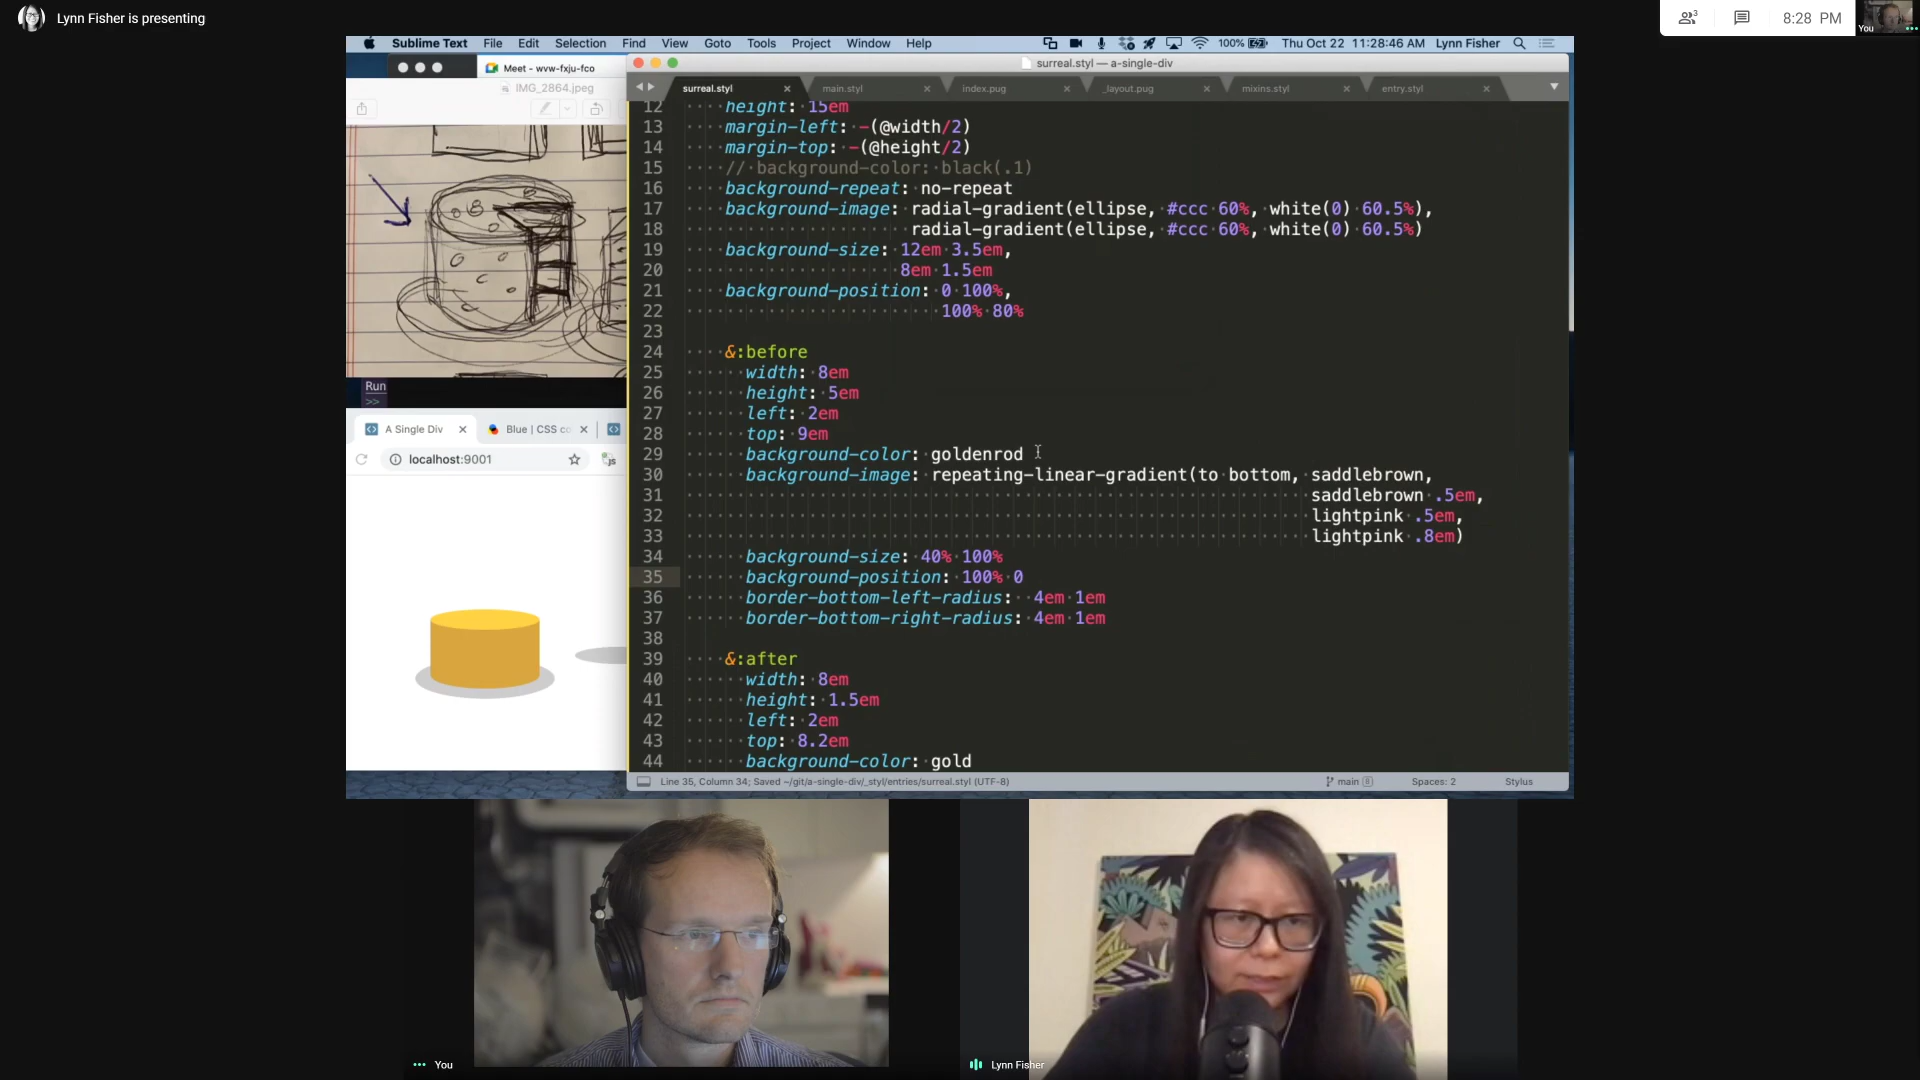 Lynn Fisher is presenting
3
8:28 PM
You
Sublime Text File Edit Selection Find View Goto Tools Project Window Help
100% Thu Oct 22 11:28:46 AM Lynn Fisher
Meet - wvw-fxju-fco
IMG_2864.jpeg
Run
>>
A Single Div
Blue | CSS co
localhost:9001
surreal.styl — a-single-div
surreal.styl main.styl index.pug _layout.pug mixins.styl entry.styl
12 height: 15em
13 margin-left: -(@width/2)
14 margin-top: -(@height/2)
15 // background-color: black(.1)
16 background-repeat: no-repeat
17 background-image: radial-gradient(ellipse, #ccc 60%, white(0) 60.5%),
18 radial-gradient(ellipse, #ccc 60%, white(0) 60.5%)
19 background-size: 12em 3.5em,
20 8em 1.5em
21 background-position: 0 100%,
22 100% 80%
23
24 &:before
25 width: 8em
26 height: 5em
27 left: 2em
28 top: 9em
29 background-color: goldenrod
30 background-image: repeating-linear-gradient(to bottom, saddlebrown,
31 saddlebrown .5em,
32 lightpink .5em,
33 lightpink .8em)
34 background-size: 40% 100%
35 background-position: 100% 0
36 border-bottom-left-radius: 4em 1em
37 border-bottom-right-radius: 4em 1em
38
39 &:after
40 width: 8em
41 height: 1.5em
42 left: 2em
43 top: 8.2em
44 background-color: gold
Line 35, Column 34; Saved ~/git/a-single-div/_styl/entries/surreal.styl (UTF-8)
main 8 Spaces: 2 Stylus
You
Lynn Fisher